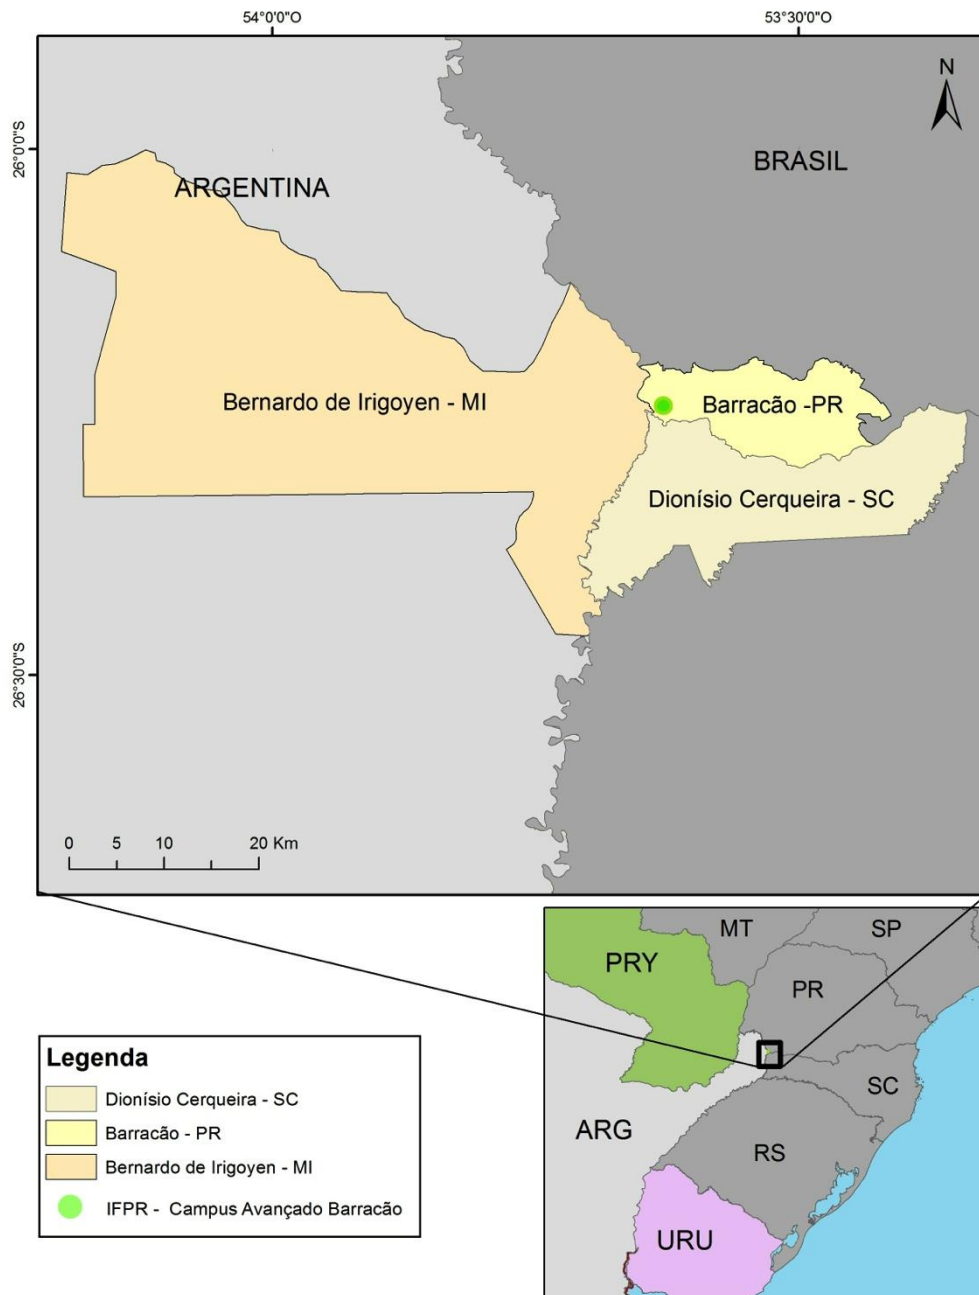 54°0'0"O
53°30'0"O
N
26°0'0"S
BRASIL
ARGENTINA
Bernardo de Irigoyen - MI
Barracão -PR
Dionísio Cerqueira - SC
26°30'0"S
0 5 10 20 Km
MT
SP
PRY
PR
SC
ARG
RS
URU
Legenda
Dionísio Cerqueira - SC
Barracão - PR
Bernardo de Irigoyen - MI
IFPR - Campus Avançado Barracão